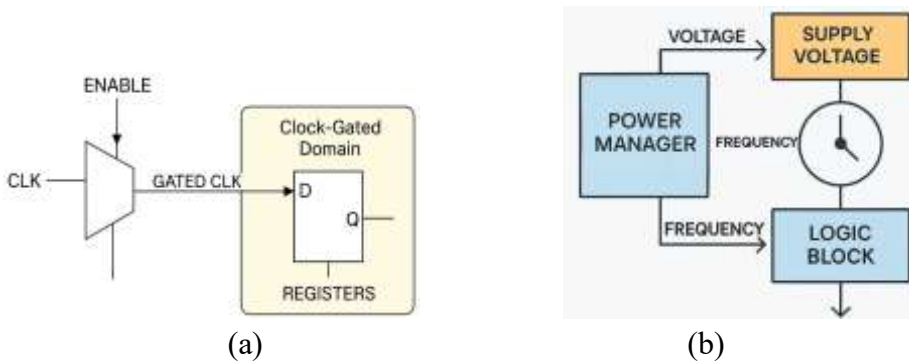 ENABLE
CLK
GATED CLK
Clock-Gated
Domain
D
Q
REGISTERS
(a)
VOLTAGE
SUPPLY
VOLTAGE
POWER
MANAGER
FREQUENCY
FREQUENCY
LOGIC
BLOCK
(b)